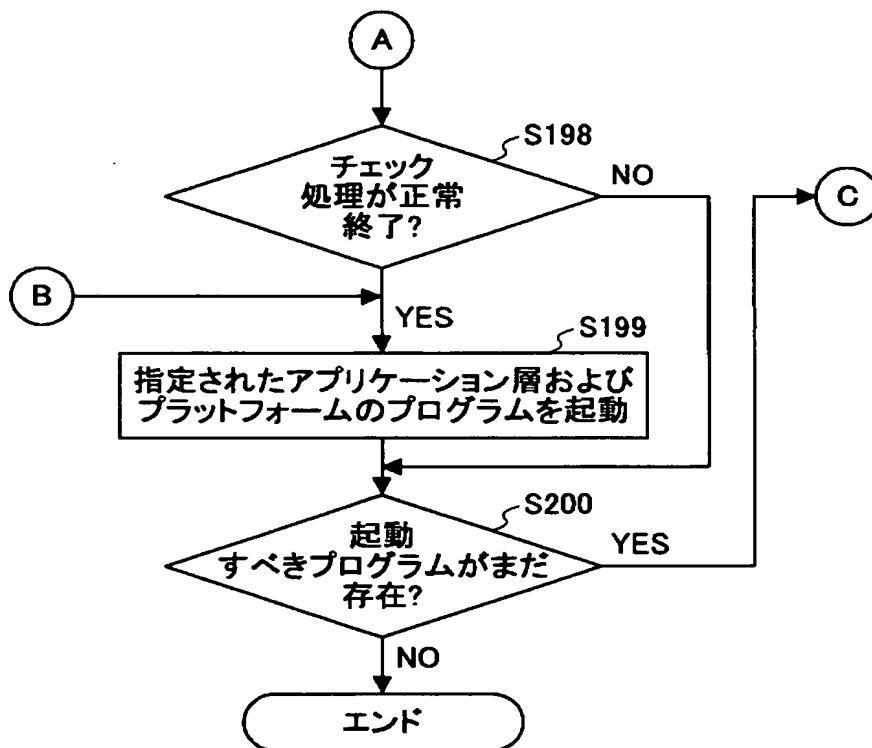 A
S198
チェック
処理が正常
終了?
NO
C
B
YES
S199
指定されたアプリケーション層および
プラットフォームのプログラムを起動
S200
起動
すべきプログラムがまだ
存在?
YES
NO
エンド